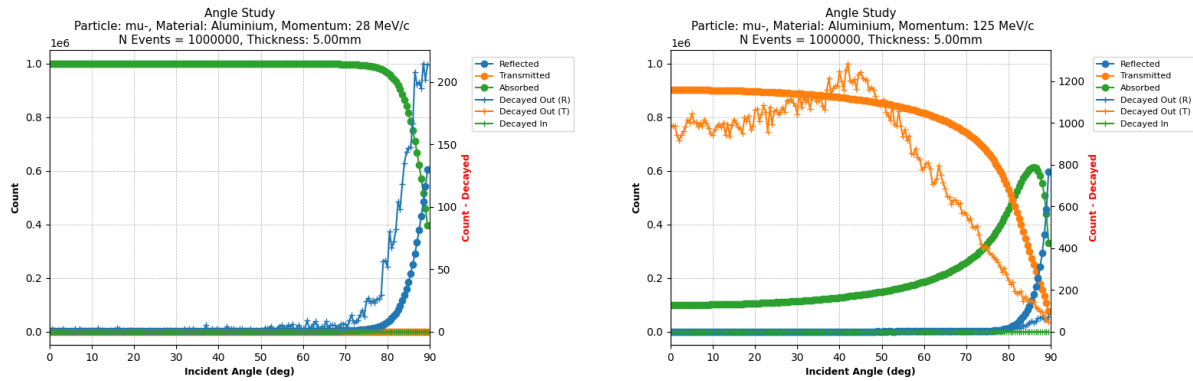 Angle Study
Particle: mu-, Material: Aluminium, Momentum: 28 MeV/c
N Events = 1000000, Thickness: 5.00mm
1e6
1.0
0.8
0.6
0.4
0.2
0.0
Count
0 10 20 30 40 50 60 70 80 90
Incident Angle (deg)
200
150
100
50
0
Count - Decayed
Reflected
Transmitted
Absorbed
Decayed Out (R)
Decayed Out (T)
Decayed In
Angle Study
Particle: mu-, Material: Aluminium, Momentum: 125 MeV/c
N Events = 1000000, Thickness: 5.00mm
1e6
1.0
0.8
0.6
0.4
0.2
0.0
Count
0 10 20 30 40 50 60 70 80 90
Incident Angle (deg)
1200
1000
800
600
400
200
0
Count - Decayed
Reflected
Transmitted
Absorbed
Decayed Out (R)
Decayed Out (T)
Decayed In